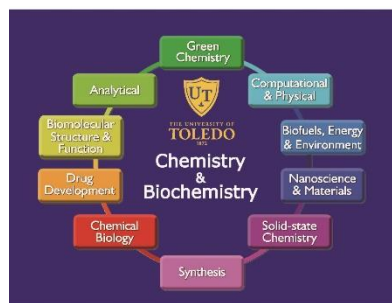 Green
Chemistry
Analytical
Computational
& Physical
UT
THE UNIVERSITY OF
TOLEDO
1872
Biomolecular
Structure &
Function
Biofuels, Energy
& Environment
Chemistry
&
Biochemistry
Drug
Development
Nanoscience
& Materials
Chemical
Biology
Solid-state
Chemistry
Synthesis